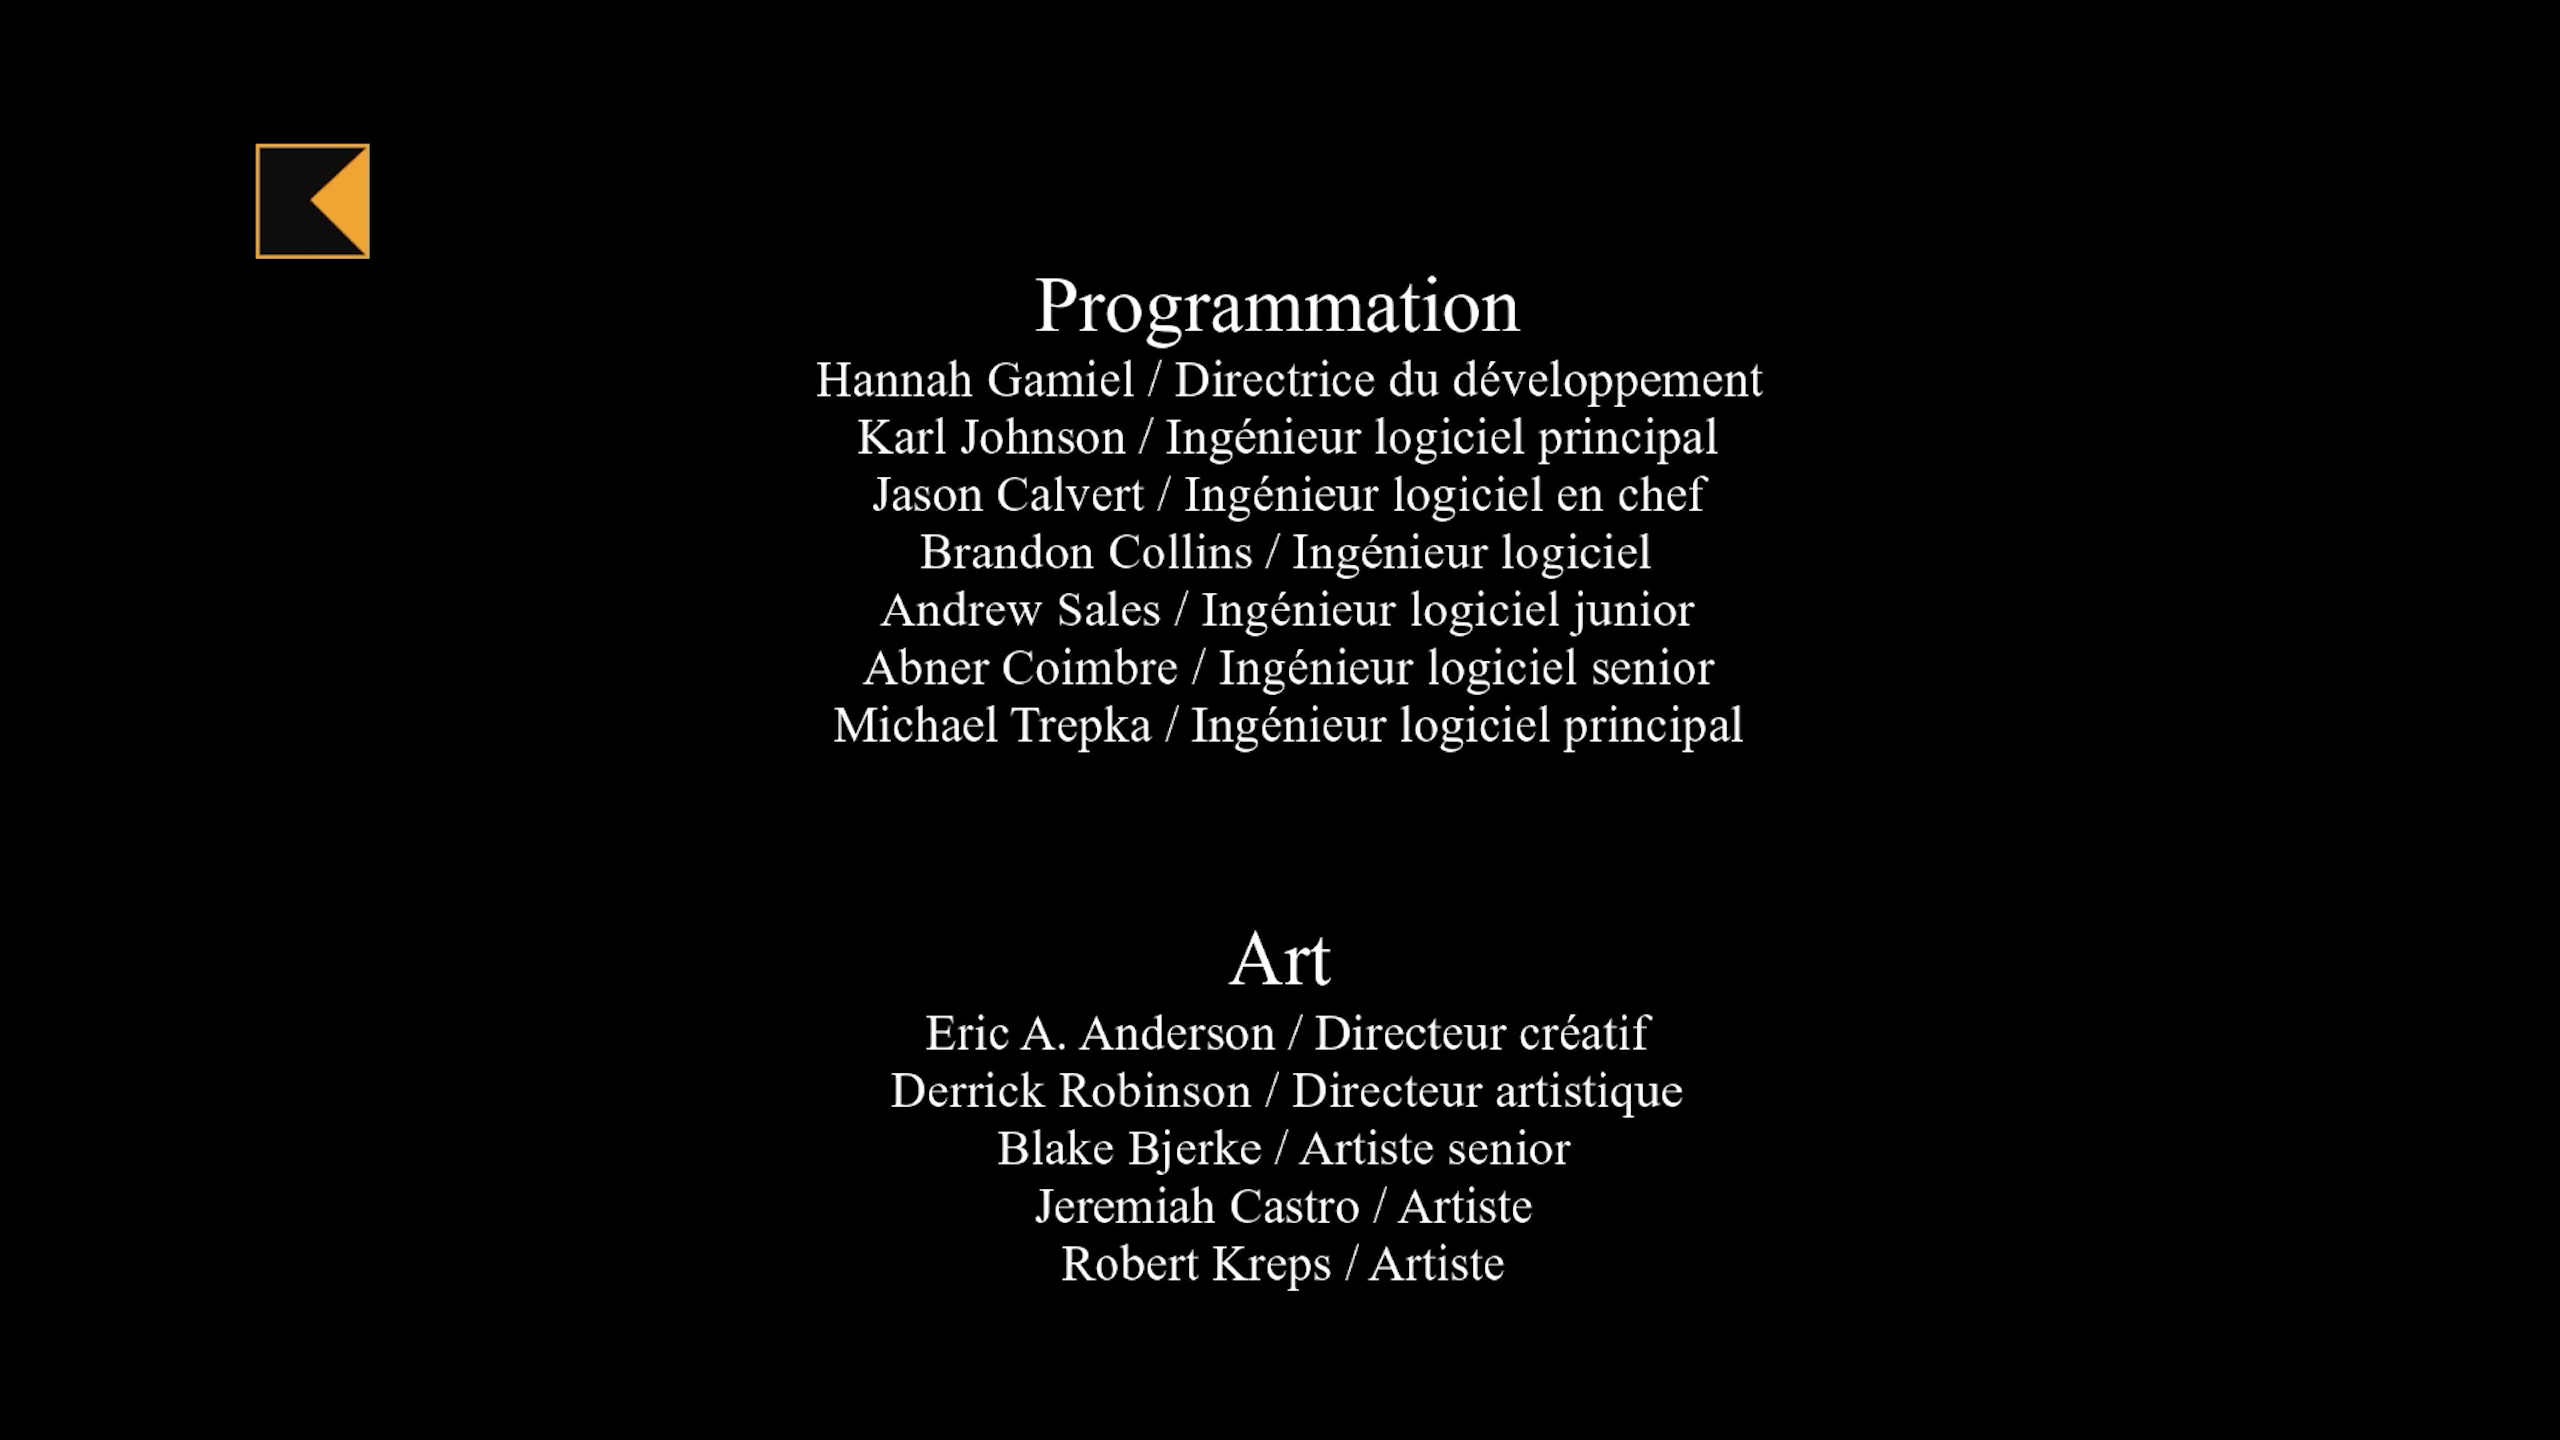 Programmation
Hannah Gamiel / Directrice du développement
Karl Johnson / Ingénieur logiciel principal
Jason Calvert / Ingénieur logiciel en chef
Brandon Collins / Ingénieur logiciel
Andrew Sales / Ingénieur logiciel junior
Abner Coimbre / Ingénieur logiciel senior
Michael Trepka / Ingénieur logiciel principal
Art
Eric A. Anderson / Directeur créatif
Derrick Robinson / Directeur artistique
Blake Bjerke / Artiste senior
Jeremiah Castro / Artiste
Robert Kreps / Artiste